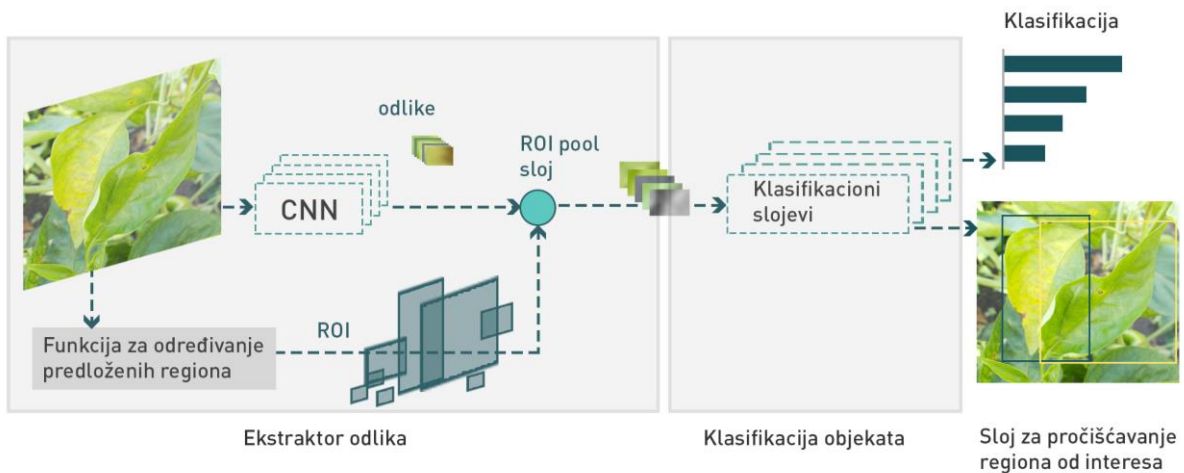 Klasifikacija
odlike
ROI pool
sloj
CNN
Klasifikacioni
slojevi
ROI
Funkcija za određivanje
predloženih regiona
Ekstraktor odlika
Klasifikacija objekata
Sloj za pročišćavanje
regiona od interesa